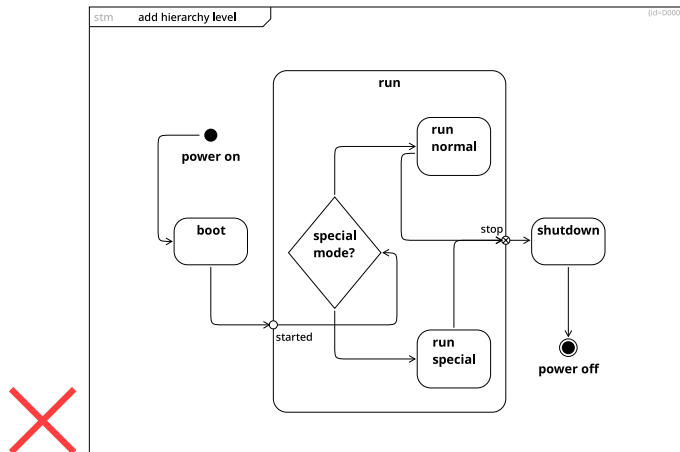 stm add hierarchy level
{id=D000
run
run
normal
power on
boot
special
mode?
stop
shutdown
started
run
special
power off